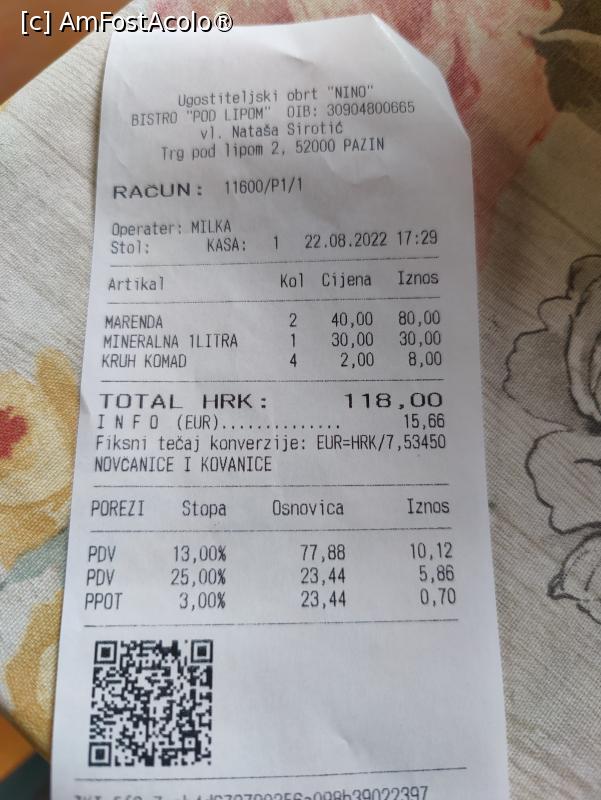 [c] AmFostAcolo®
Ugostiteljski obrt "NINO"
BISTRO "POD LIPOM" OIB: 30904800665
vl. Nataša Sirotić
Trg pod lipom 2, 52000 PAZIN
RAČUN: 11600/P1/1
Operater: MILKA
Stol: KASA: 1 22.08.2022 17:29
Artikal Kol Cijena Iznos
MARENDA 2 40,00 80,00
MINERALNA 1LITRA 1 30,00 30,00
KRUH KOMAD 4 2,00 8,00
TOTAL HRK: 118,00
I N F O (EUR).............. 15,66
Fiksni tečaj konverzije: EUR=HRK/7,53450
NOVČANICE I KOVANICE
POREZI Stopa Osnovica Iznos
PDV 13,00% 77,88 10,12
PDV 25,00% 23,44 5,86
PPOT 3,00% 23,44 0,70